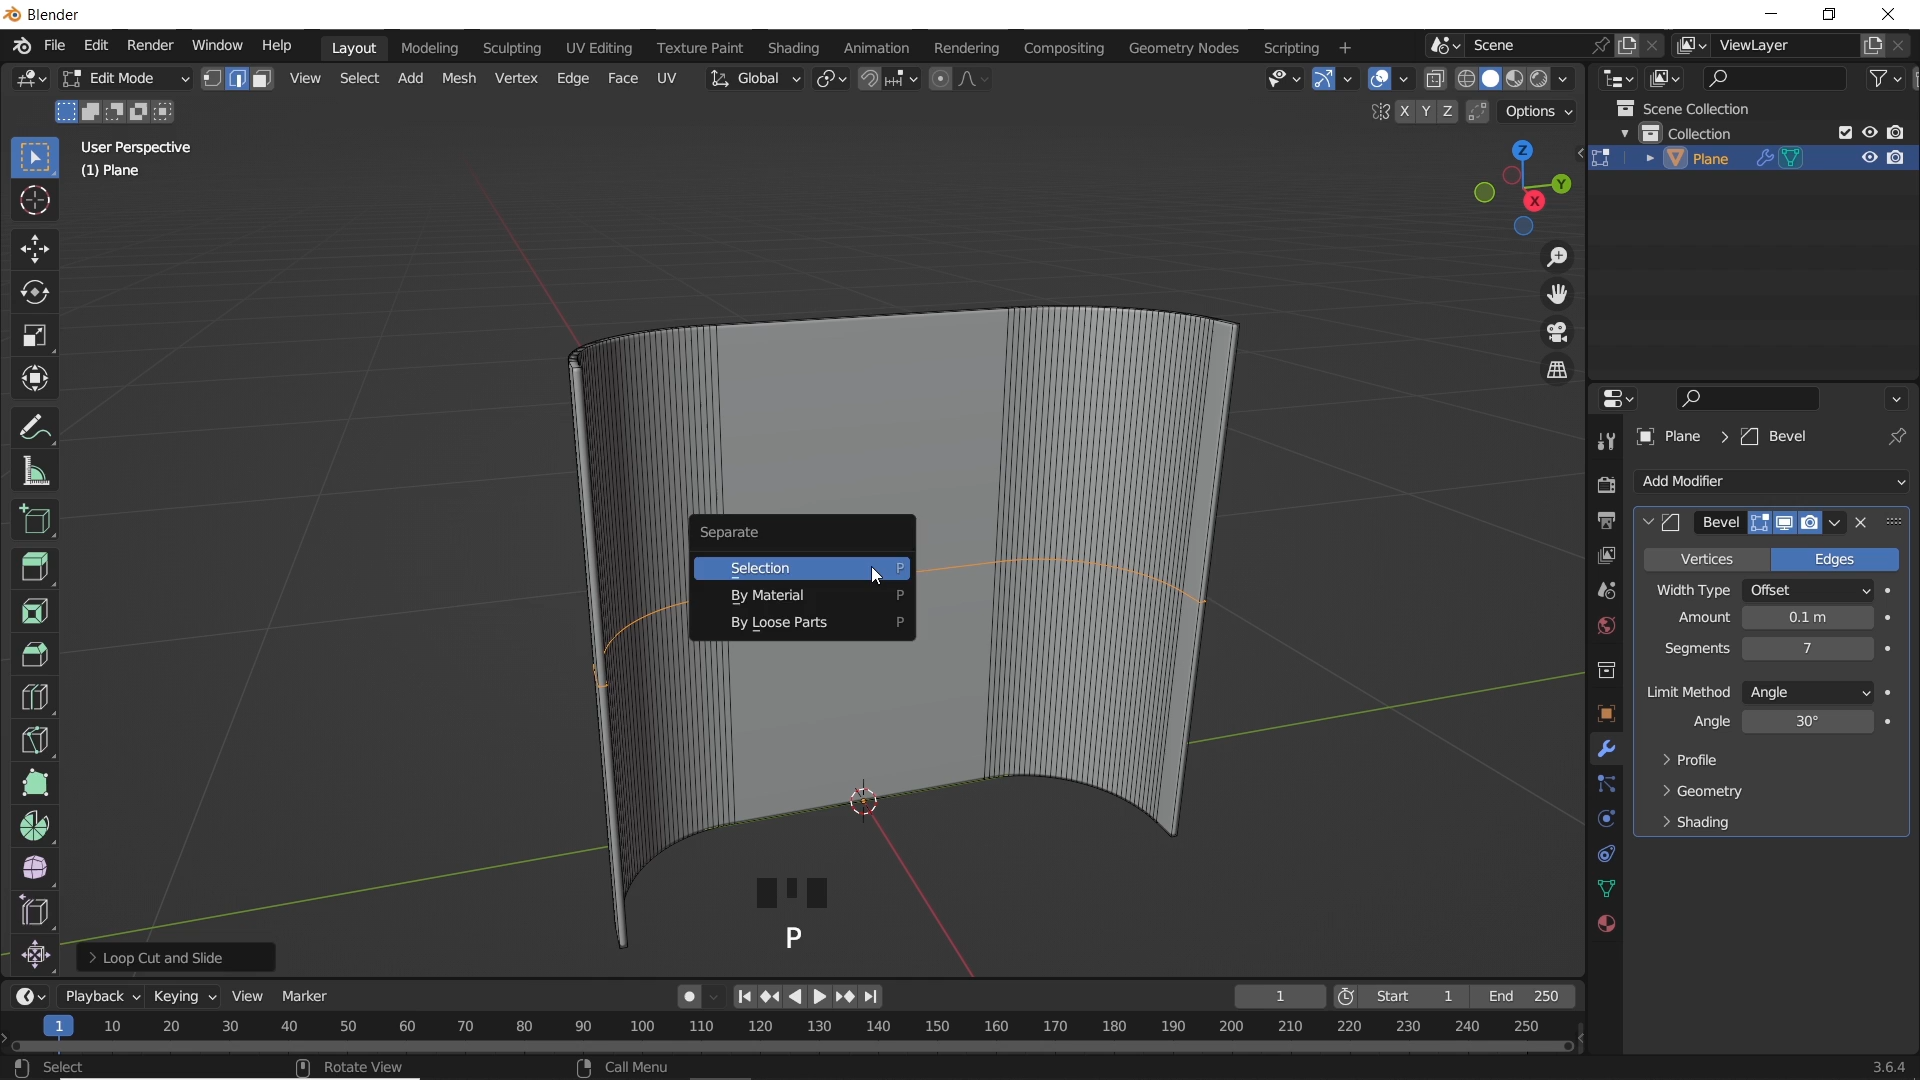 Blender
File Edit Render Window Help Layout Modeling Sculpting UV Editing Texture Paint Shading Animation Rendering Compositing Geometry Nodes Scripting + Scene ViewLayer
Edit Mode View Select Add Mesh Vertex Edge Face UV Global
X Y Z Options
User Perspective
(1) Plane
Z
Y
X
Separate
Selection P
By Material P
By Loose Parts P
P
Loop Cut and Slide
Scene Collection
Collection
Plane
Plane > Bevel
Add Modifier
Bevel
Vertices Edges
Width Type Offset
Amount 0.1 m
Segments 7
Limit Method Angle
Angle 30°
Profile
Geometry
Shading
Playback Keying View Marker 1 Start 1 End 250
1 10 20 30 40 50 60 70 80 90 100 110 120 130 140 150 160 170 180 190 200 210 220 230 240 250
Select Rotate View Call Menu 3.6.4